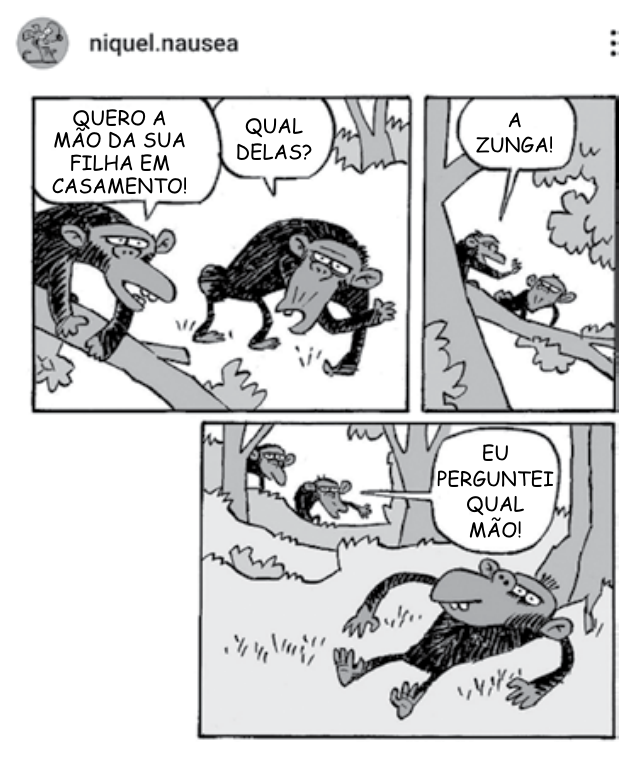 niquel.nausea
QUERO A
MÃO DA SUA
FILHA EM
CASAMENTO!
QUAL
DELAS?
A
ZUNGA!
EU
PERGUNTEI
QUAL
MÃO!